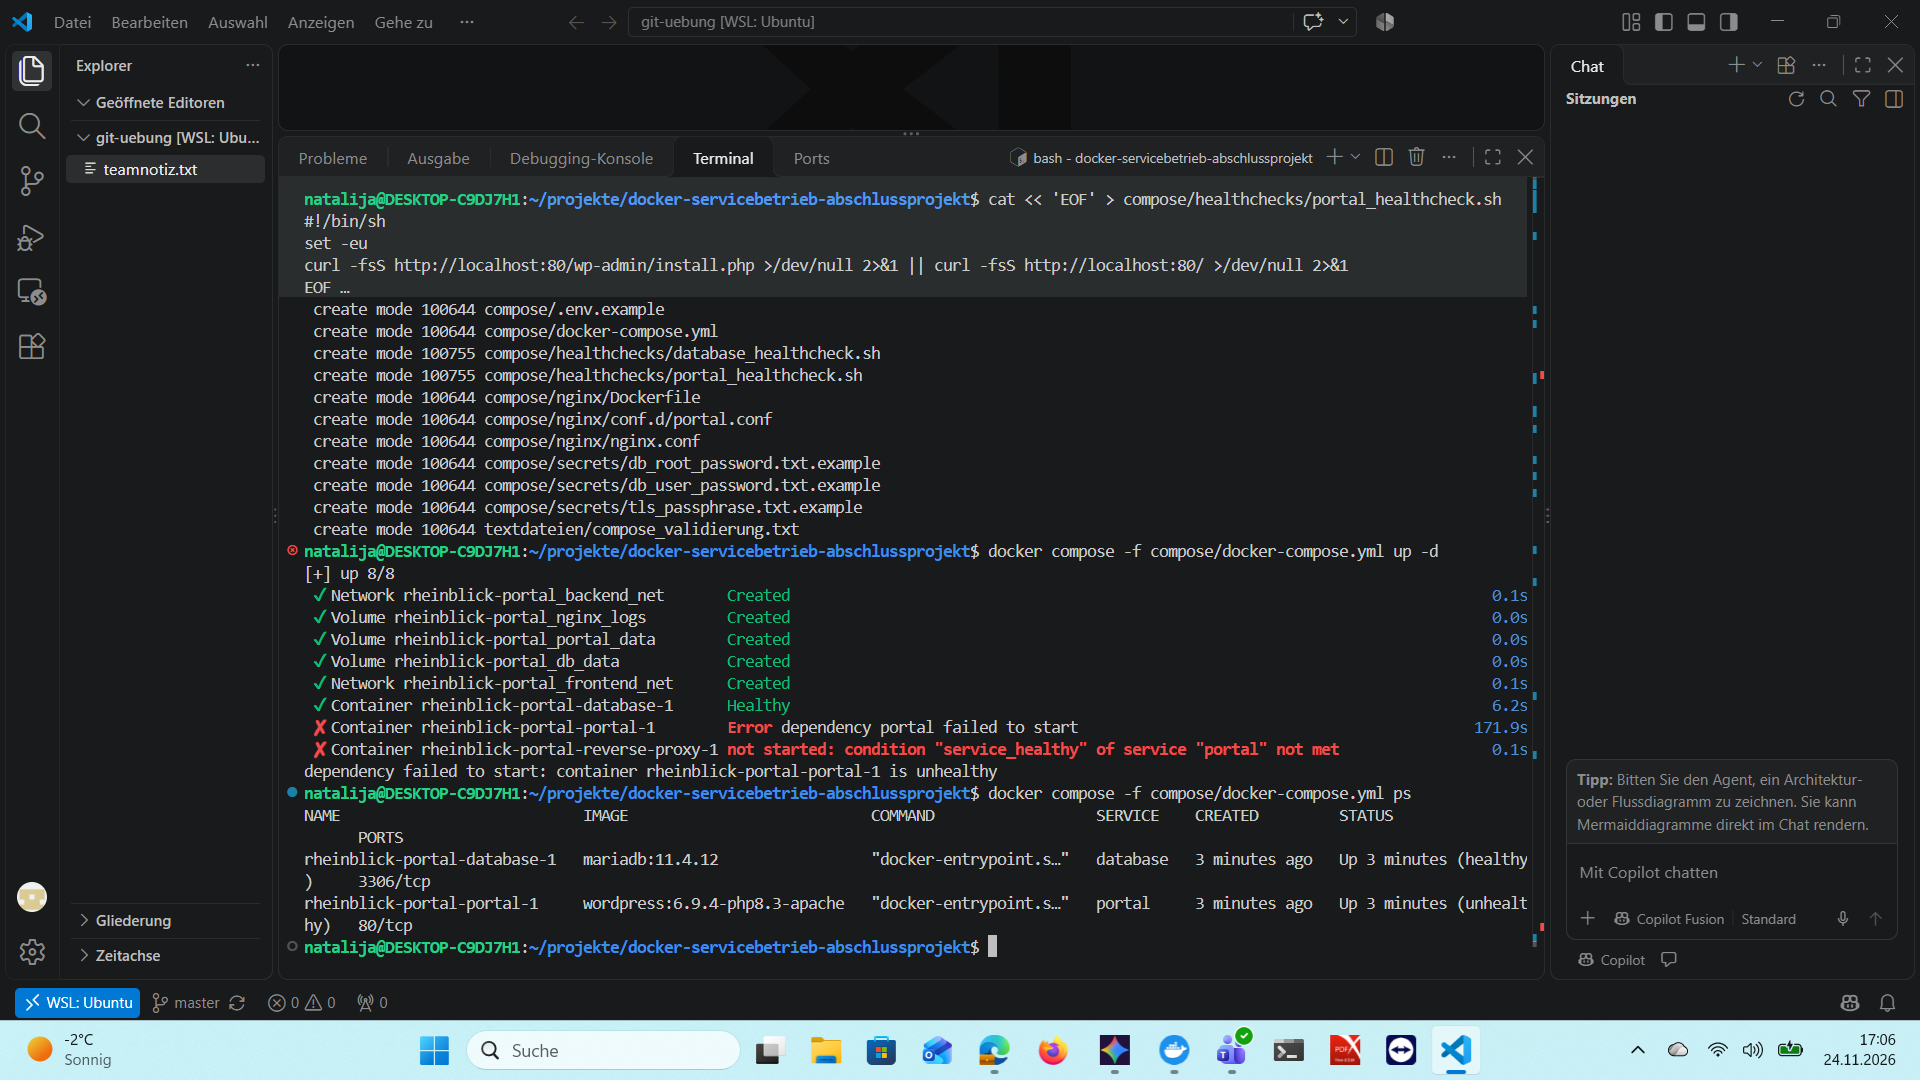 Datei Bearbeiten Auswahl Anzeigen Gehe zu ···
git-uebung [WSL: Ubuntu]
Explorer
Geöffnete Editoren
git-uebung [WSL: Ubu...
teamnotiz.txt
Gliederung
Zeitachse
Probleme Ausgabe Debugging-Konsole Terminal Ports
bash - docker-servicebetrieb-abschlussprojekt
natalija@DESKTOP-C9DJ7H1:~/projekte/docker-servicebetrieb-abschlussprojekt$ cat << 'EOF' > compose/healthchecks/portal_healthcheck.sh
#!/bin/sh
set -eu
curl -fsS http://localhost:80/wp-admin/install.php >/dev/null 2>&1 || curl -fsS http://localhost:80/ >/dev/null 2>&1
EOF …
create mode 100644 compose/.env.example
create mode 100644 compose/docker-compose.yml
create mode 100755 compose/healthchecks/database_healthcheck.sh
create mode 100755 compose/healthchecks/portal_healthcheck.sh
create mode 100644 compose/nginx/Dockerfile
create mode 100644 compose/nginx/conf.d/portal.conf
create mode 100644 compose/nginx/nginx.conf
create mode 100644 compose/secrets/db_root_password.txt.example
create mode 100644 compose/secrets/db_user_password.txt.example
create mode 100644 compose/secrets/tls_passphrase.txt.example
create mode 100644 textdateien/compose_validierung.txt
natalija@DESKTOP-C9DJ7H1:~/projekte/docker-servicebetrieb-abschlussprojekt$ docker compose -f compose/docker-compose.yml up -d
[+] up 8/8
✔ Network rheinblick-portal_backend_net Created 0.1s
✔ Volume rheinblick-portal_nginx_logs Created 0.0s
✔ Volume rheinblick-portal_portal_data Created 0.0s
✔ Volume rheinblick-portal_db_data Created 0.0s
✔ Network rheinblick-portal_frontend_net Created 0.1s
✔ Container rheinblick-portal-database-1 Healthy 6.2s
✘ Container rheinblick-portal-portal-1 Error dependency portal failed to start 171.9s
✘ Container rheinblick-portal-reverse-proxy-1 not started: condition "service_healthy" of service "portal" not met 0.1s
dependency failed to start: container rheinblick-portal-portal-1 is unhealthy
natalija@DESKTOP-C9DJ7H1:~/projekte/docker-servicebetrieb-abschlussprojekt$ docker compose -f compose/docker-compose.yml ps
NAME IMAGE COMMAND SERVICE CREATED STATUS
PORTS
rheinblick-portal-database-1 mariadb:11.4.12 "docker-entrypoint.s…" database 3 minutes ago Up 3 minutes (healthy
) 3306/tcp
rheinblick-portal-portal-1 wordpress:6.9.4-php8.3-apache "docker-entrypoint.s…" portal 3 minutes ago Up 3 minutes (unhealt
hy) 80/tcp
natalija@DESKTOP-C9DJ7H1:~/projekte/docker-servicebetrieb-abschlussprojekt$
Chat
Sitzungen
Tipp: Bitten Sie den Agent, ein Architektur-
oder Flussdiagramm zu zeichnen. Sie kann
Mermaiddiagramme direkt im Chat rendern.
Mit Copilot chatten
Copilot Fusion Standard
Copilot
WSL: Ubuntu master 0 0 0
-2°C
Sonnig
Suche
17:06
24.11.2026